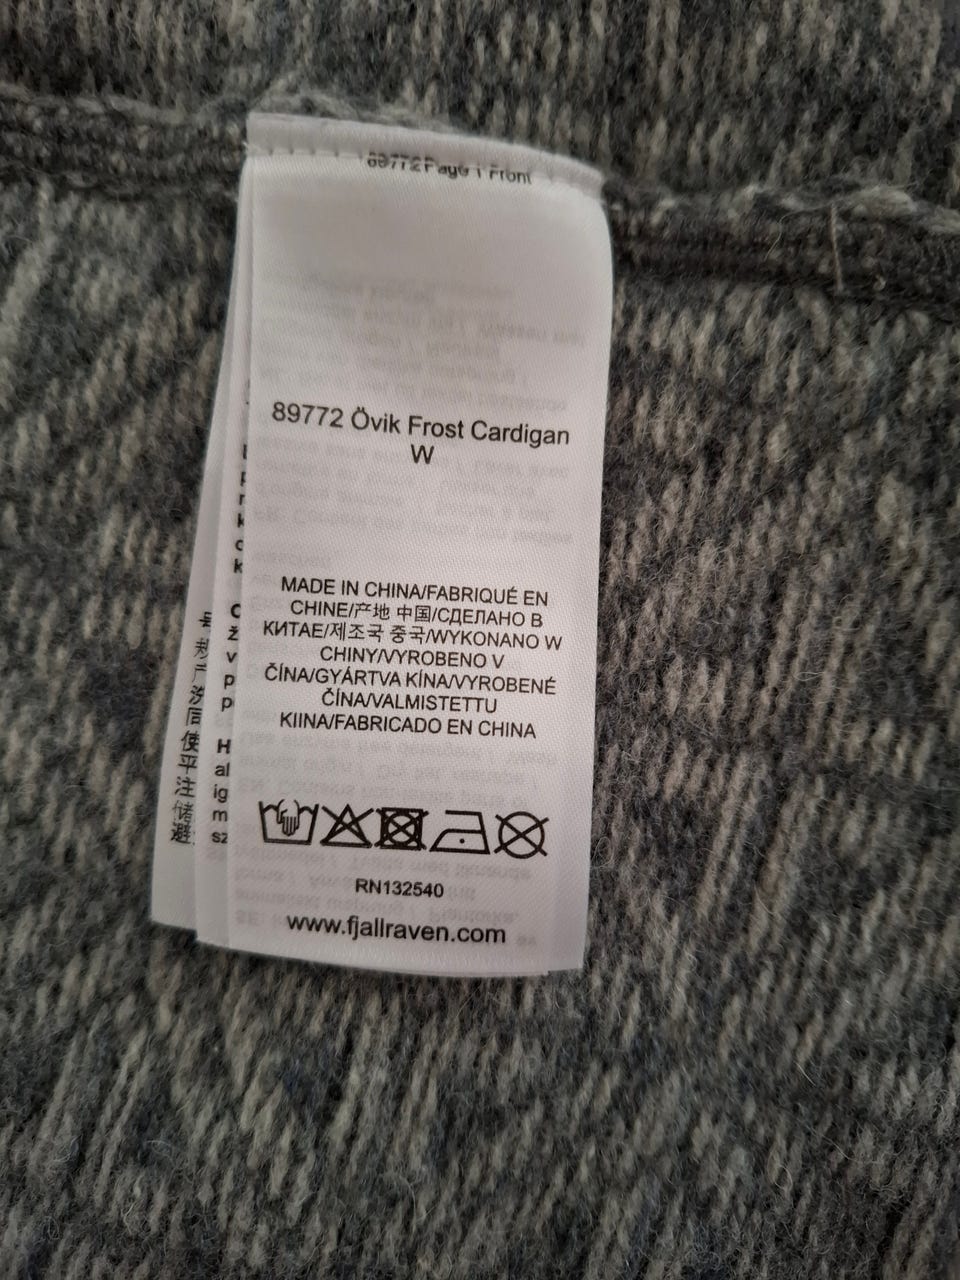 89772 Page 1 Front
89772 Övik Frost Cardigan
W
MADE IN CHINA/FABRIQUÉ EN
CHINE/产地 中国/СДЕЛАНО В
КИТАЕ/제조국 중국/WYKONANO W
CHINY/VYROBENO V
ČÍNA/GYÁRTVA KÍNA/VYROBENÉ
ČÍNA/VALMISTETTU
KIINA/FABRICADO EN CHINA
RN132540
www.fjallraven.com